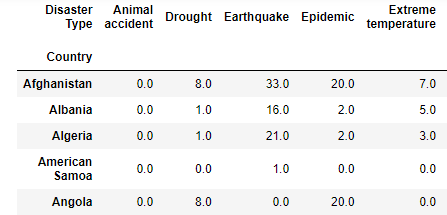 Disaster Type Animal accident Drought Earthquake Epidemic Extreme temperature
Country
Afghanistan 0.0 8.0 33.0 20.0 7.0
Albania 0.0 1.0 16.0 2.0 5.0
Algeria 0.0 1.0 21.0 2.0 3.0
American Samoa 0.0 0.0 1.0 0.0 0.0
Angola 0.0 8.0 0.0 20.0 0.0